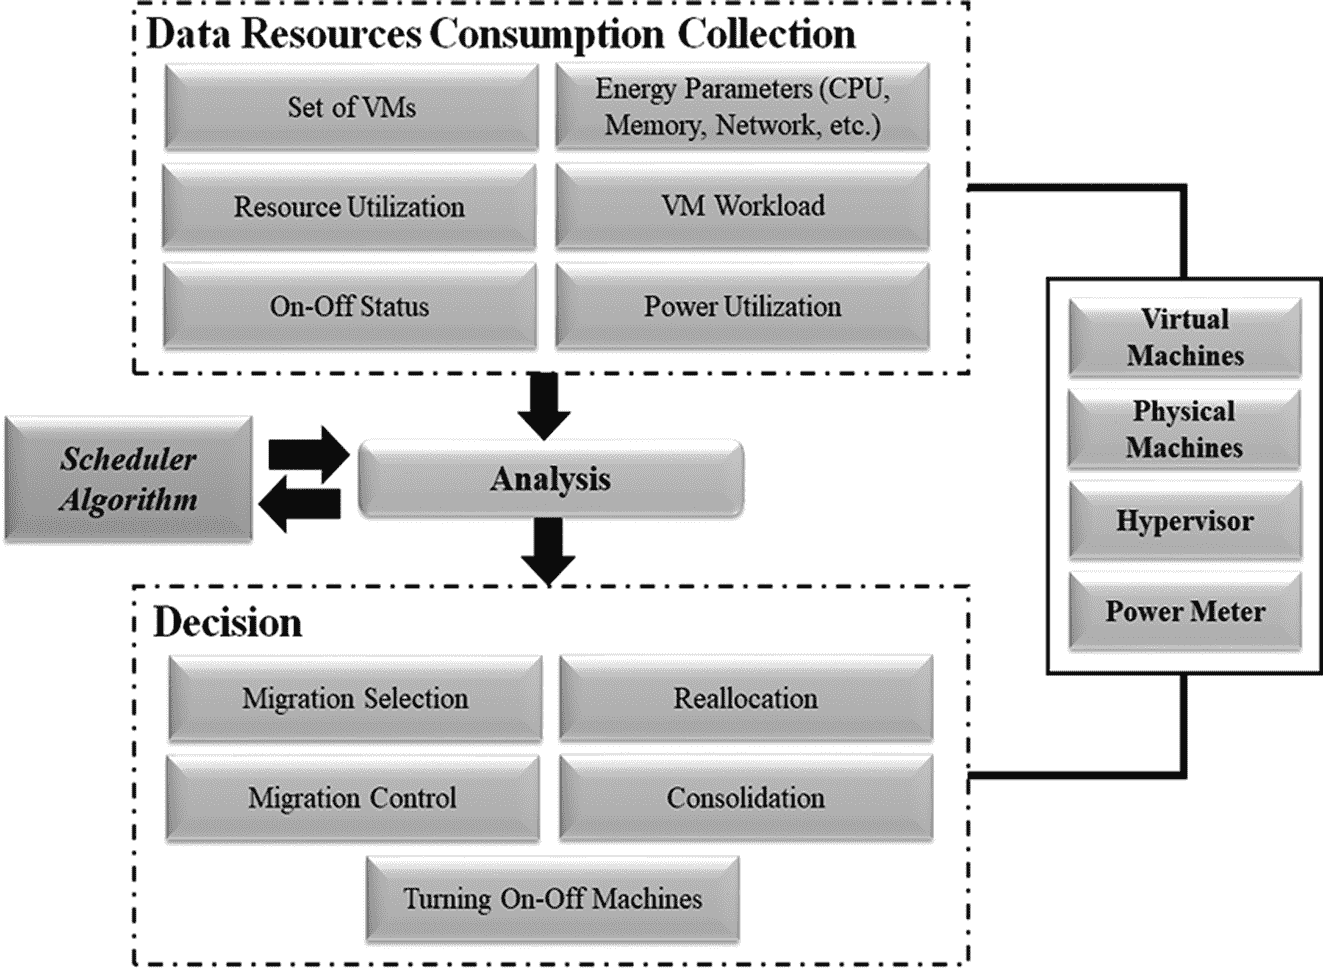 Data Resources Consumption Collection
Set of VMs
Energy Parameters (CPU,
Memory, Network, etc.)
Resource Utilization
VM Workload
On-Off Status
Power Utilization
Virtual
Machines
Physical
Machines
Hypervisor
Power Meter
Scheduler
Algorithm
Analysis
Decision
Migration Selection
Reallocation
Migration Control
Consolidation
Turning On-Off Machines